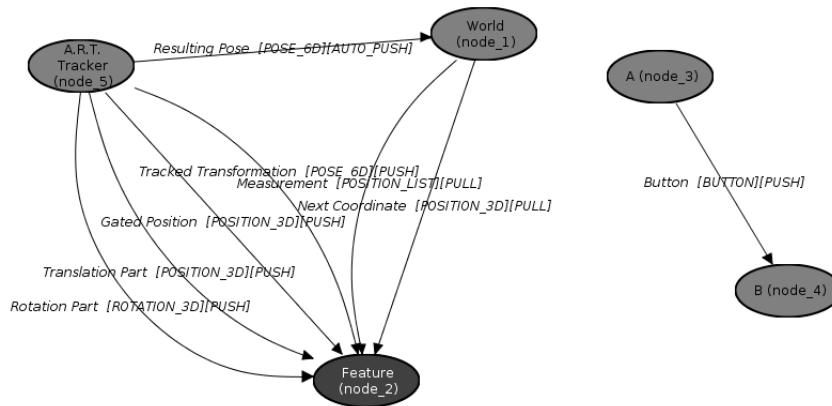 World
(node_1)
A.R.T.
Tracker
(node_5)
Resulting Pose [POSE_6D][AUTO_PUSH]
A (node_3)
Tracked Transformation [POSE_6D][PUSH]
Measurement [POSITION_LIST][PULL]
Button [BUTTON][PUSH]
Next Coordinate [POSITION_3D][PULL]
Gated Position [POSITION_3D][PUSH]
Translation Part [POSITION_3D][PUSH]
B (node_4)
Rotation Part [ROTATION_3D][PUSH]
Feature
(node_2)